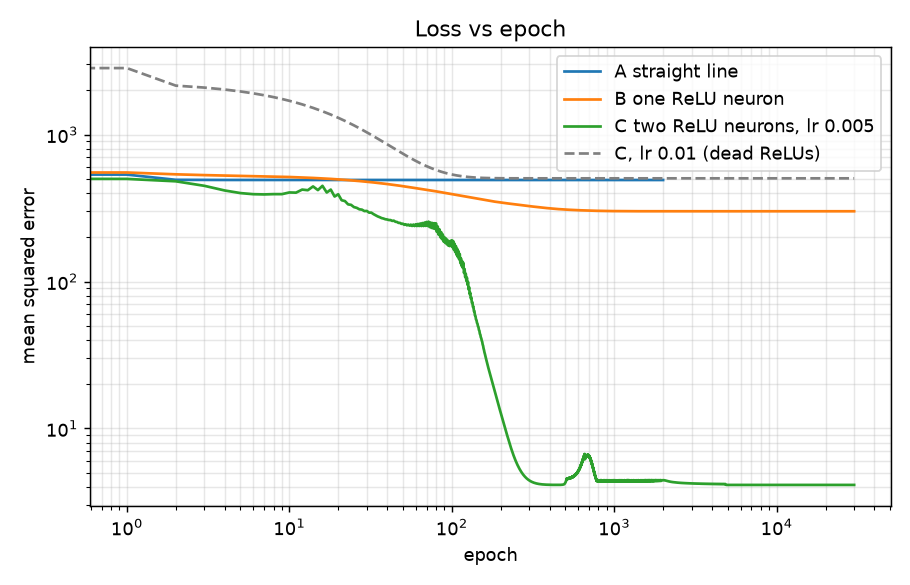 Loss vs epoch
A straight line
B one ReLU neuron
C two ReLU neurons, lr 0.005
C, lr 0.01 (dead ReLUs)
mean squared error
10³
10²
10¹
10⁰ 10¹ 10² 10³ 10⁴
epoch